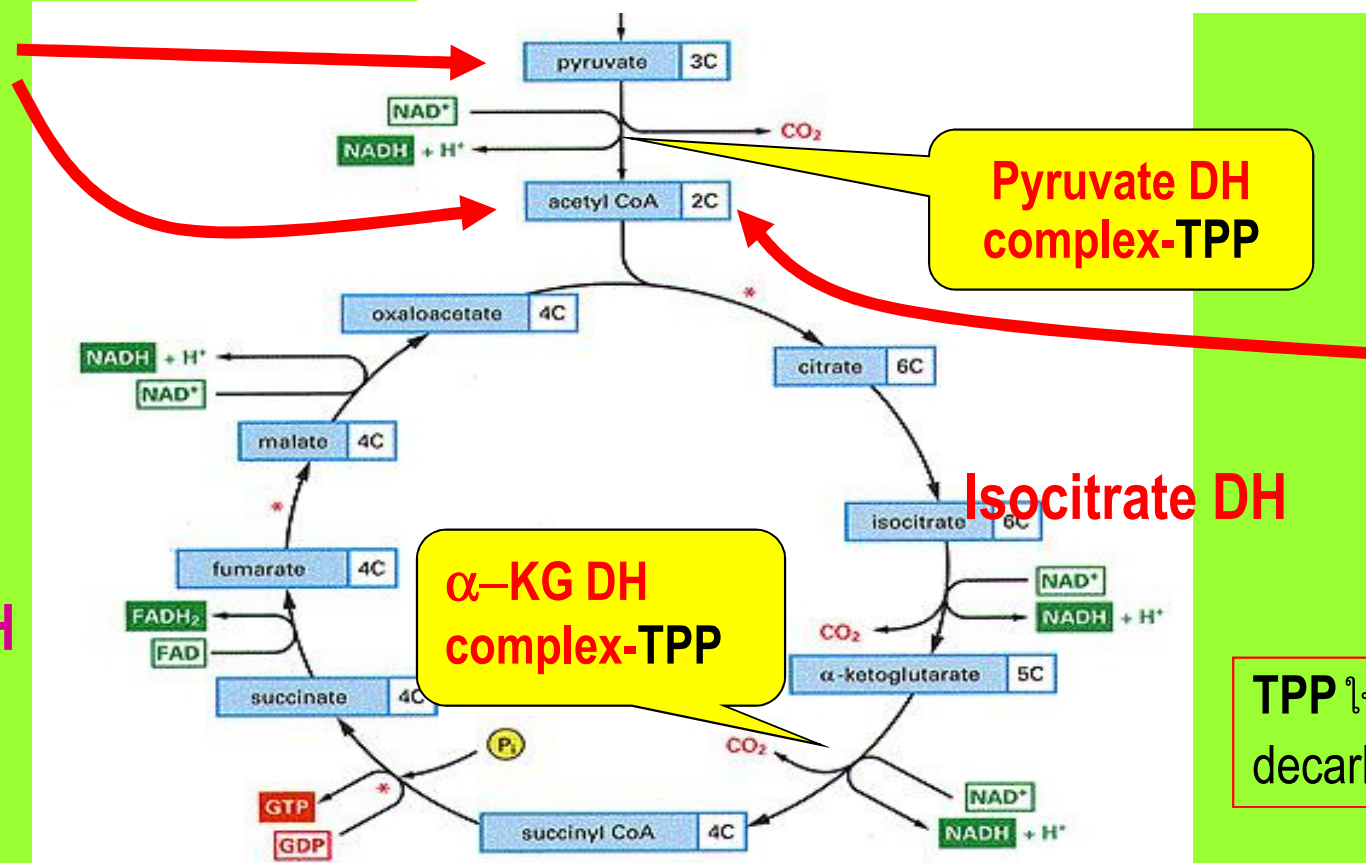 pyruvate 3C
NAD⁺
CO₂
NADH + H⁺
Pyruvate DH
complex-TPP
acetyl CoA 2C
*
oxaloacetate 4C
NADH + H⁺
citrate 6C
NAD⁺
malate 4C
Isocitrate DH
*
isocitrate 6C
α–KG DH
complex-TPP
fumarate 4C
NAD⁺
FADH₂
NADH + H⁺
CO₂
H
FAD
α-ketoglutarate 5C
succinate 4C
TPP
decar
Pᵢ
CO₂
*
GTP
NAD⁺
GDP
succinyl CoA 4C
NADH + H⁺